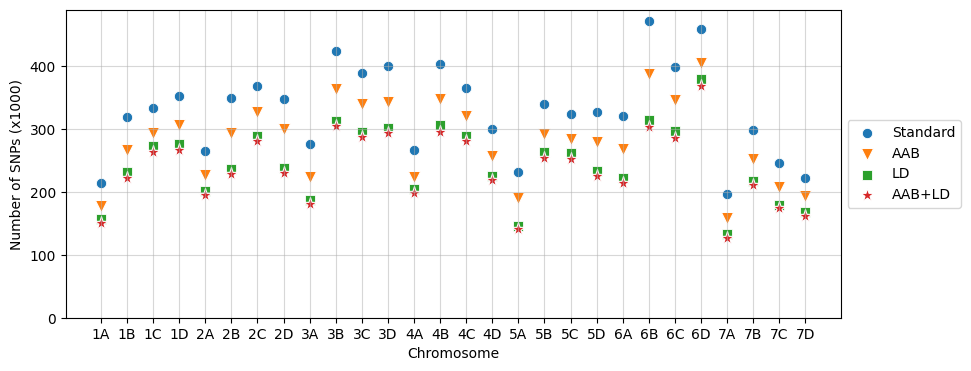 Number of SNPs (x1000)
400
300
200
100
0
1A 1B 1C 1D 2A 2B 2C 2D 3A 3B 3C 3D 4A 4B 4C 4D 5A 5B 5C 5D 6A 6B 6C 6D 7A 7B 7C 7D
Chromosome
Standard
AAB
LD
AAB+LD